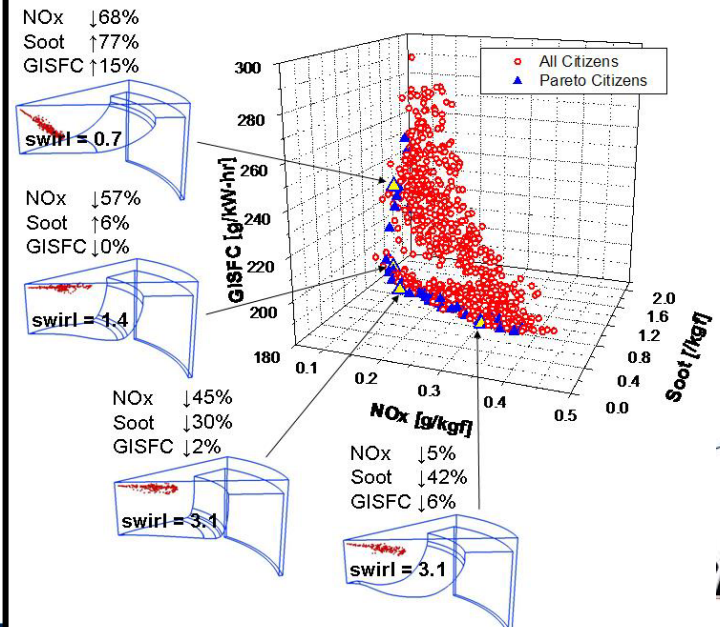 NOx ↓68%
Soot ↑77%
GISFC ↑15%
swirl = 0.7
NOx ↓57%
Soot ↑6%
GISFC ↓0%
swirl = 1.4
NOx ↓45%
Soot ↓30%
GISFC ↓2%
swirl = 3.1
NOx ↓5%
Soot ↓42%
GISFC ↓6%
swirl = 3.1
All Citizens
Pareto Citizens
GISFC [g/kW-hr]
300
280
260
240
220
200
180
NOx [g/kgf]
0.1
0.2
0.3
0.4
0.5
Soot [/kgf]
2.0
1.6
1.2
0.8
0.4
0.0